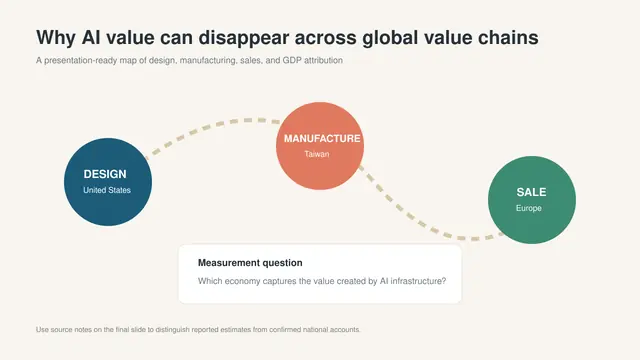 Why AI value can disappear across global value chains
A presentation-ready map of design, manufacturing, sales, and GDP attribution
MANUFACTURE
Taiwan
DESIGN
United States
SALE
Europe
Measurement question
Which economy captures the value created by AI infrastructure?
Use source notes on the final slide to distinguish reported estimates from confirmed national accounts.